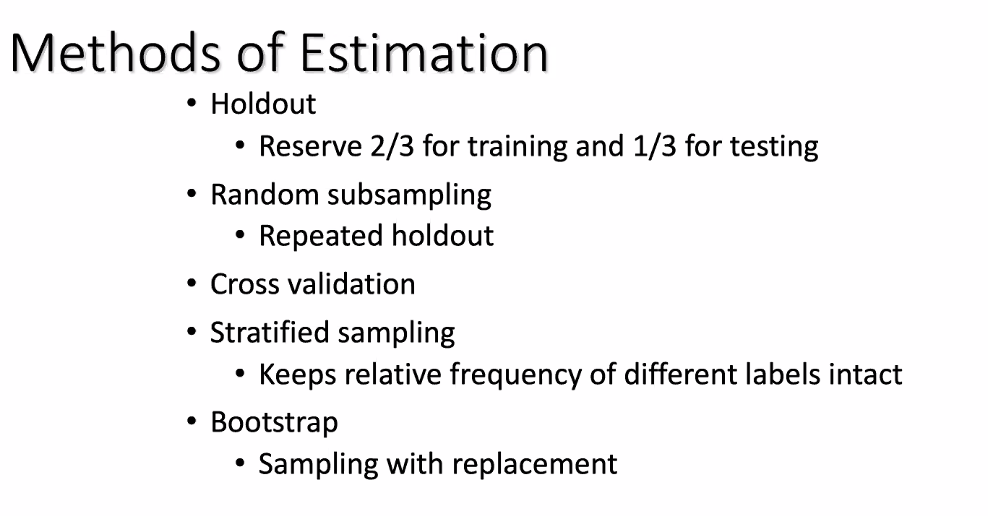 Methods of Estimation
• Holdout
• Reserve 2/3 for training and 1/3 for testing
• Random subsampling
• Repeated holdout
• Cross validation
• Stratified sampling
• Keeps relative frequency of different labels intact
• Bootstrap
• Sampling with replacement